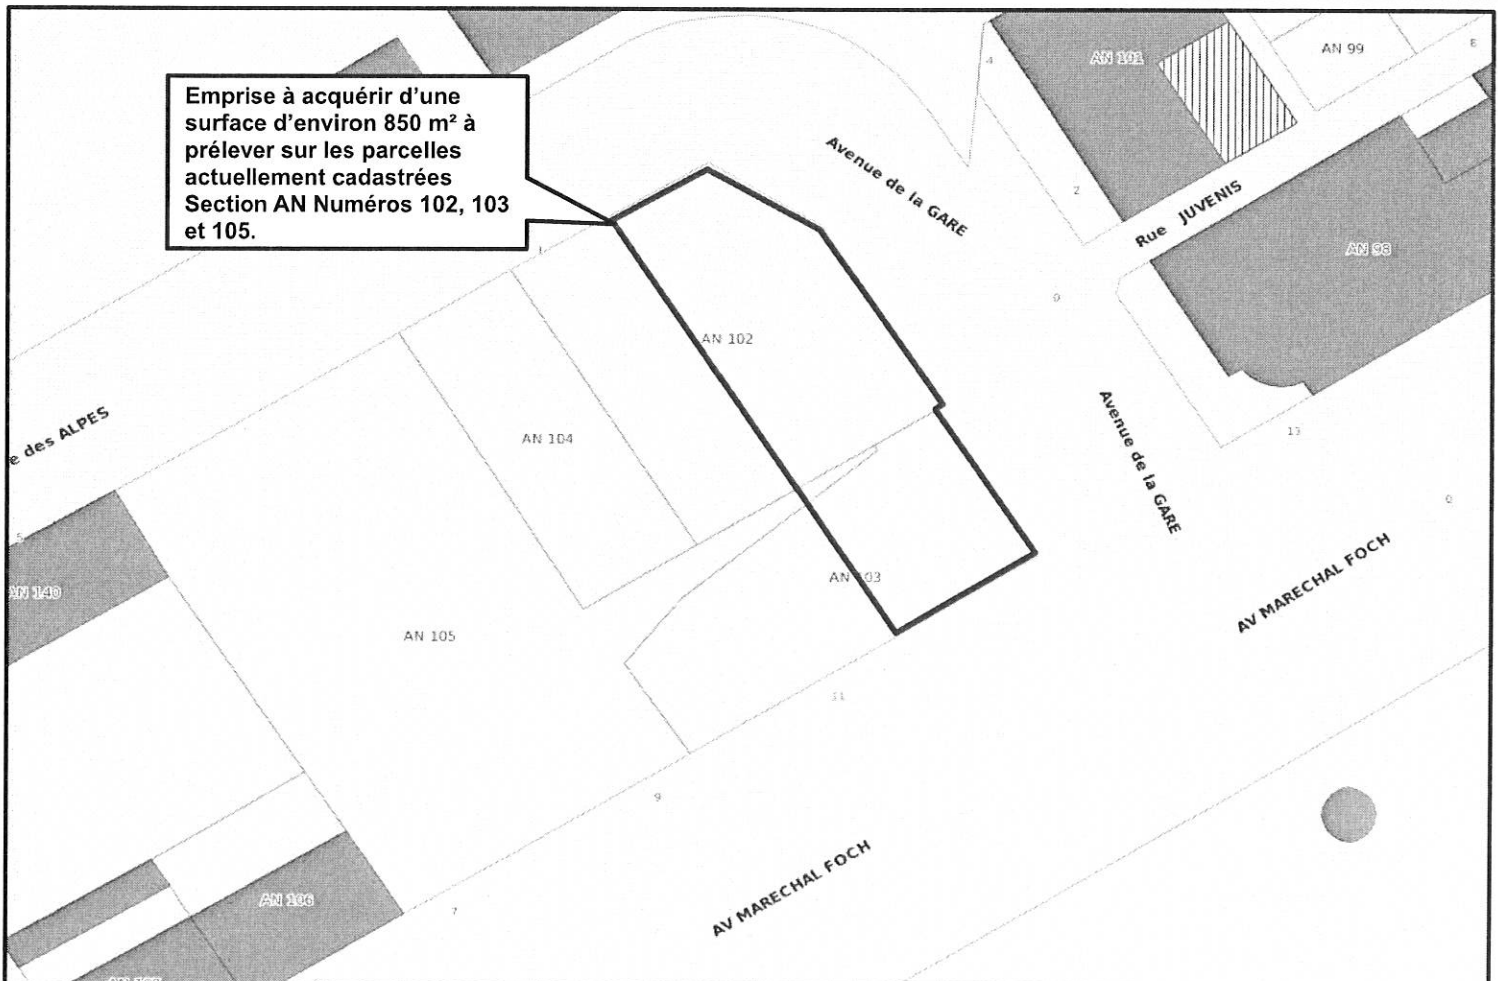 Emprise à acquérir d'une
surface d'environ 850 m² à
prélever sur les parcelles
actuellement cadastrées
Section AN Numéros 102, 103
et 105.
AN 101
AN 99
8
4
2
Avenue de la GARE
Rue JUVENIS
AN 98
1
0
AN 102
e des ALPES
AN 104
Avenue de la GARE
13
0
5
AN 140
AN 103
AV MARECHAL FOCH
AN 105
11
9
AN 106
7
AV MARECHAL FOCH